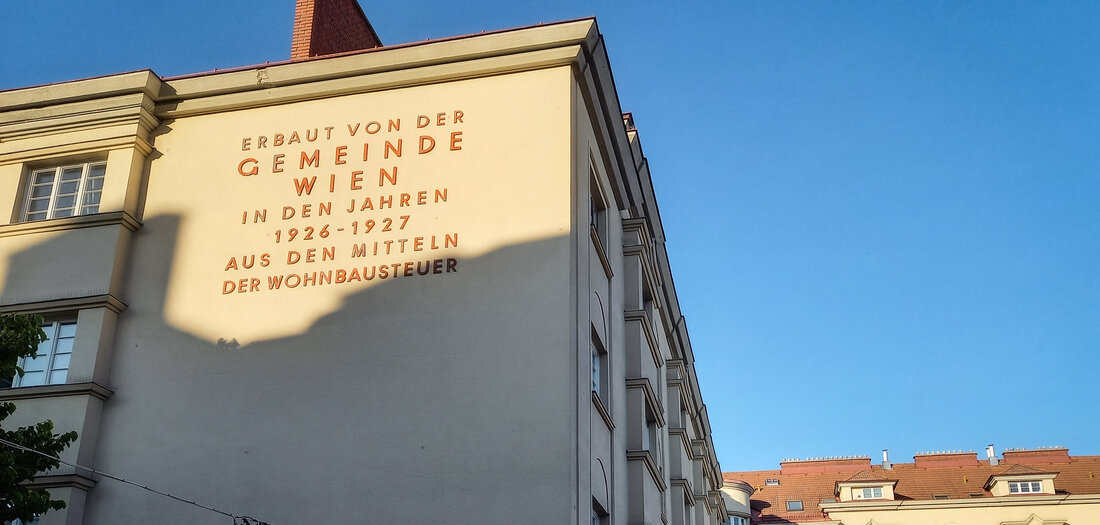 ERBAUT VON DER
GEMEINDE
WIEN
IN DEN JAHREN
1926-1927
AUS DEN MITTELN
DER WOHNBAUSTEUER